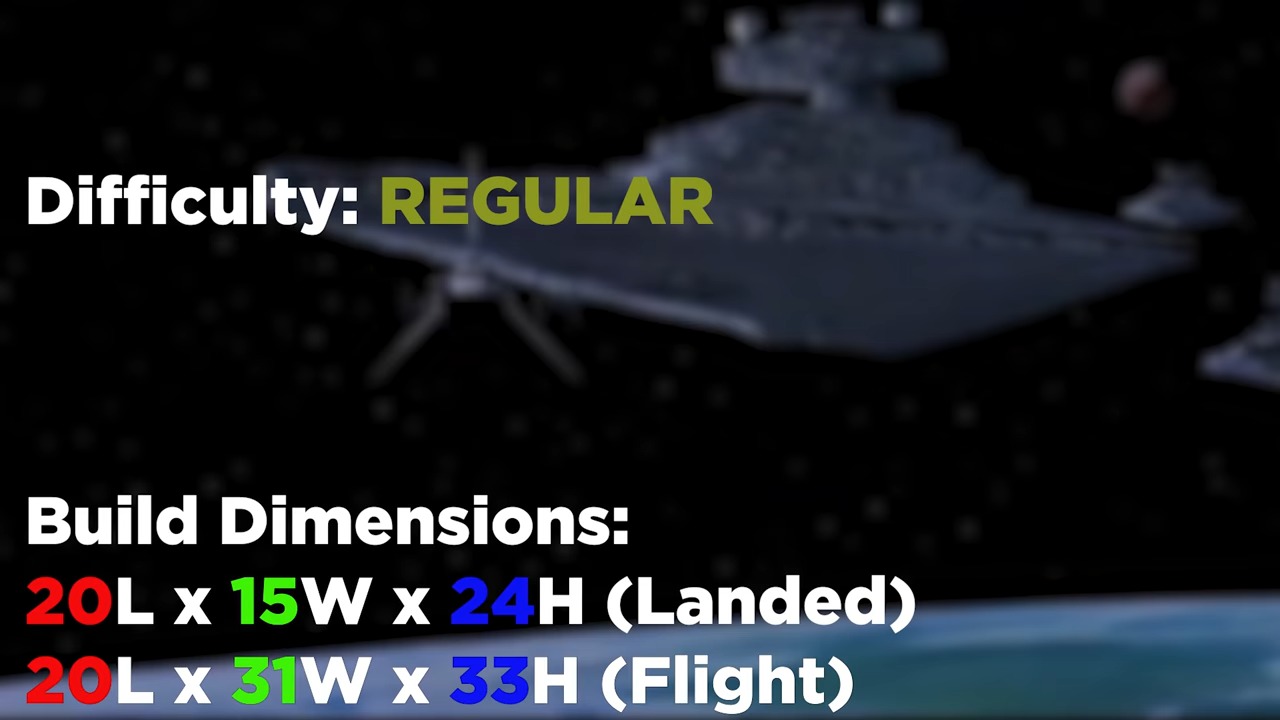 Difficulty: REGULAR
Build Dimensions:
20L x 15W x 24H (Landed)
20L x 31W x 33H (Flight)